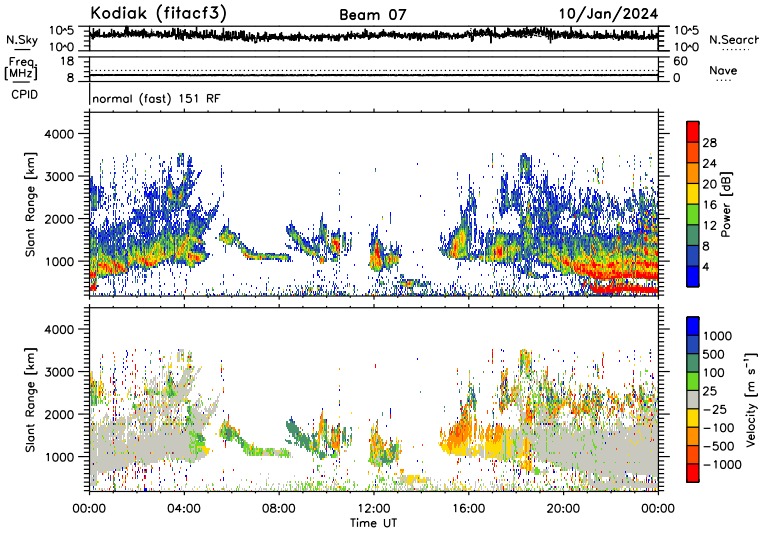 Kodiak (fitacf3) Beam 07 10/Jan/2024
N.Sky 10^5 10^0 10^5 10^0 N.Search
Freq. [MHz] 18 8 60 0 Nave
CPID normal (fast) 151 RF
Slant Range [km] 4000 3000 2000 1000
28 24 20 16 12 8 4 Power [dB]
Slant Range [km] 4000 3000 2000 1000
1000 500 100 25 −25 −100 −500 −1000 Velocity [m s⁻¹]
00:00 04:00 08:00 12:00 16:00 20:00 00:00
Time UT